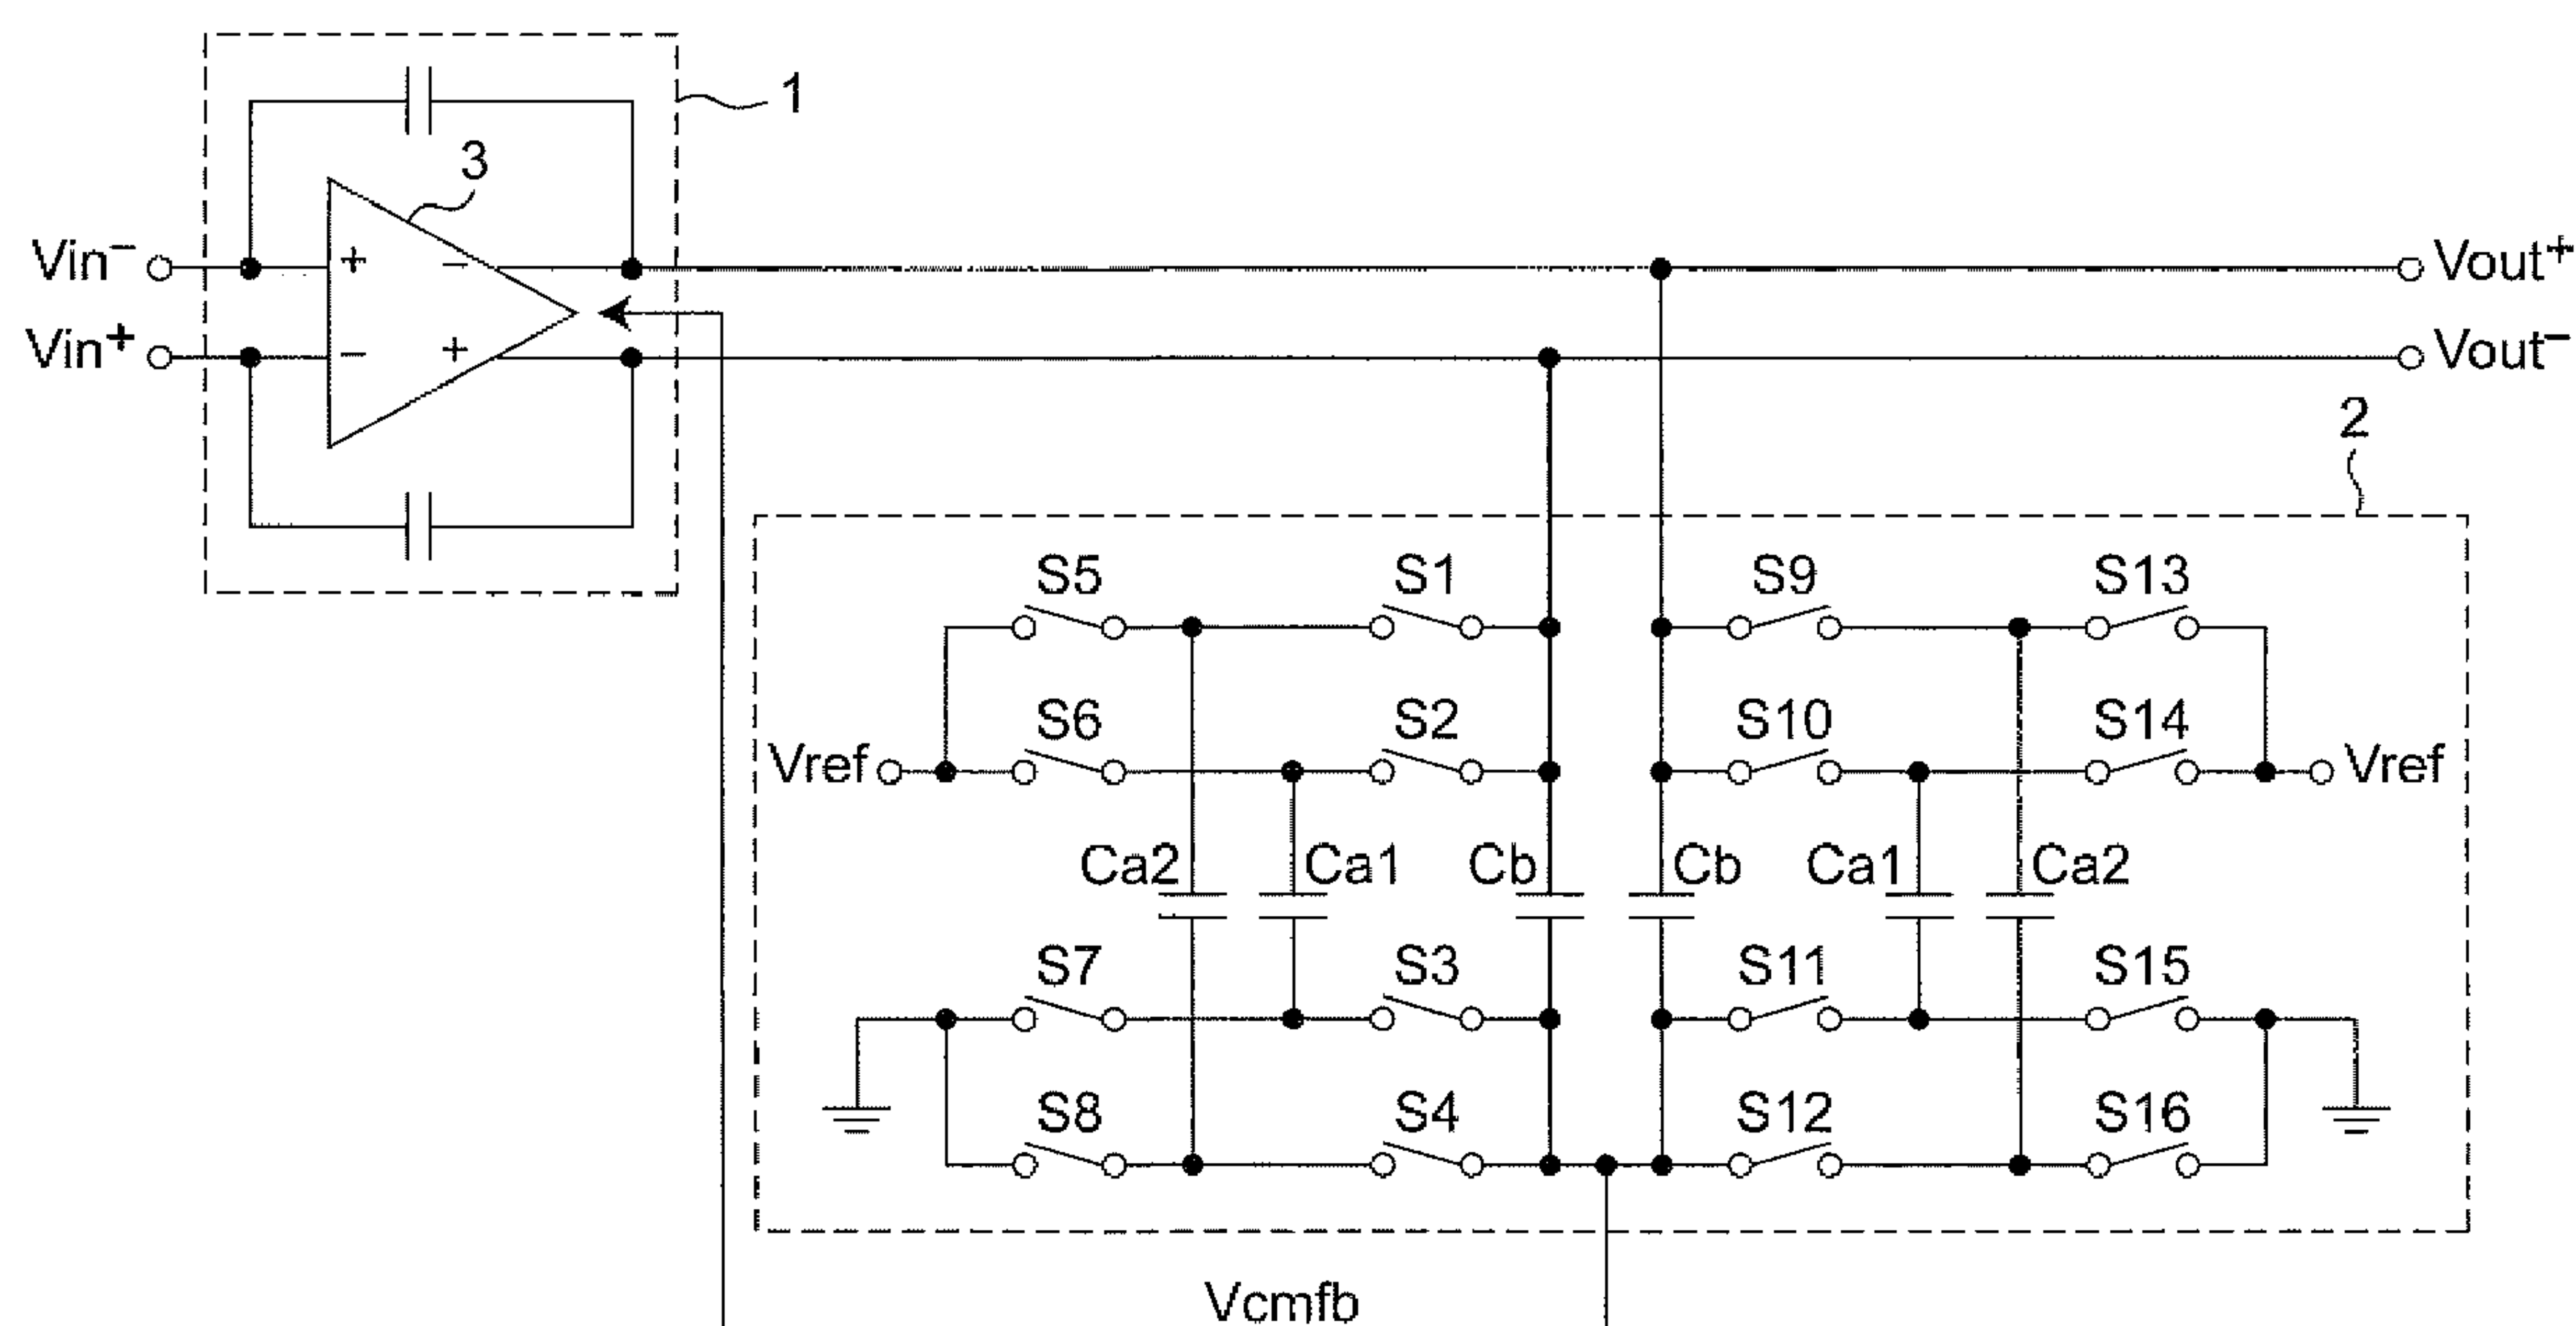 1
3
Vin−
Vin+
+ −
− +
Vout+
Vout−
2
S5 S1 S9 S13
S6 S2 S10 S14
Vref Vref
Ca2 Ca1 Cb Cb Ca1 Ca2
S7 S3 S11 S15
S8 S4 S12 S16
Vcmfb